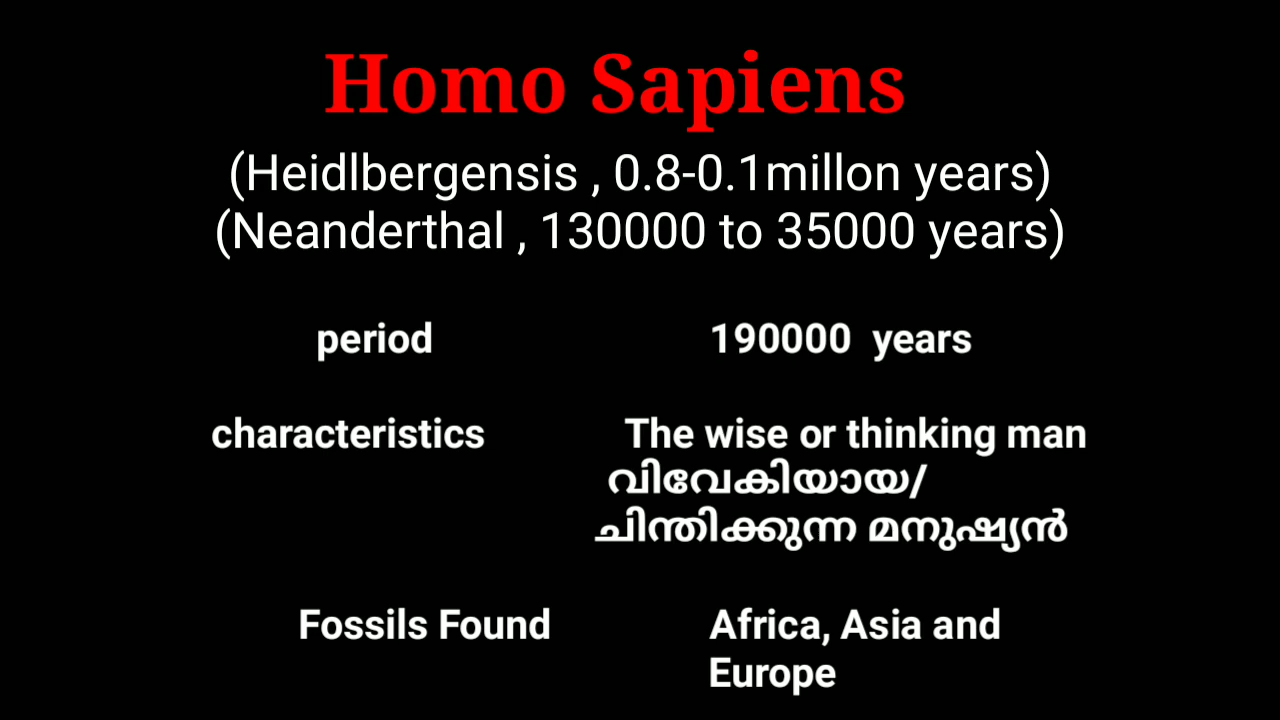 Homo Sapiens
(Heidlbergensis , 0.8-0.1millon years)
(Neanderthal , 130000 to 35000 years)
period 190000 years
characteristics The wise or thinking man
വിവേകിയായ/
ചിന്തിക്കുന്ന മനുഷ്യൻ
Fossils Found Africa, Asia and
Europe